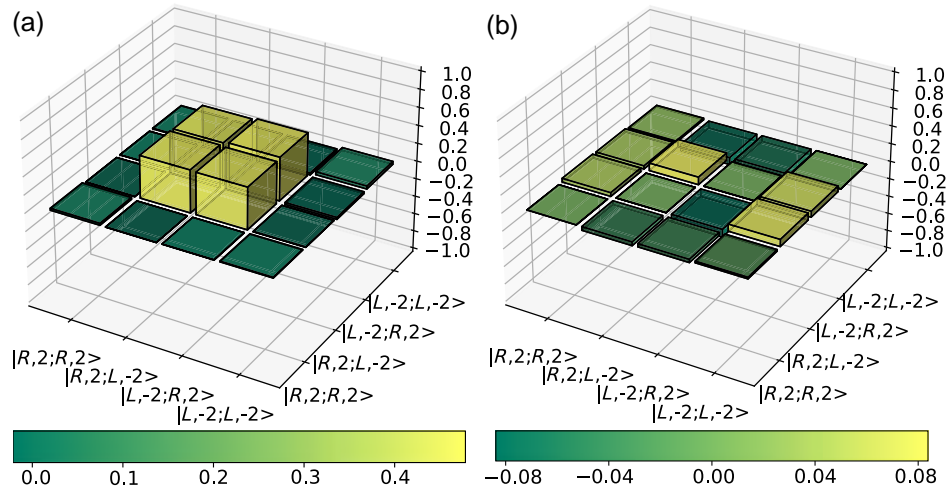 (a)
1.0
0.8
0.6
0.4
0.2
0.0
−0.2
−0.4
−0.6
−0.8
−1.0
|L,-2;L,-2>
|L,-2;R,2>
|R,2;L,-2>
|R,2;R,2>
|R,2;R,2>
|R,2;L,-2>
|L,-2;R,2>
|L,-2;L,-2>
0.0 0.1 0.2 0.3 0.4
(b)
1.0
0.8
0.6
0.4
0.2
0.0
−0.2
−0.4
−0.6
−0.8
−1.0
|L,-2;L,-2>
|L,-2;R,2>
|R,2;L,-2>
|R,2;R,2>
|R,2;R,2>
|R,2;L,-2>
|L,-2;R,2>
|L,-2;L,-2>
−0.08 −0.04 0.00 0.04 0.08